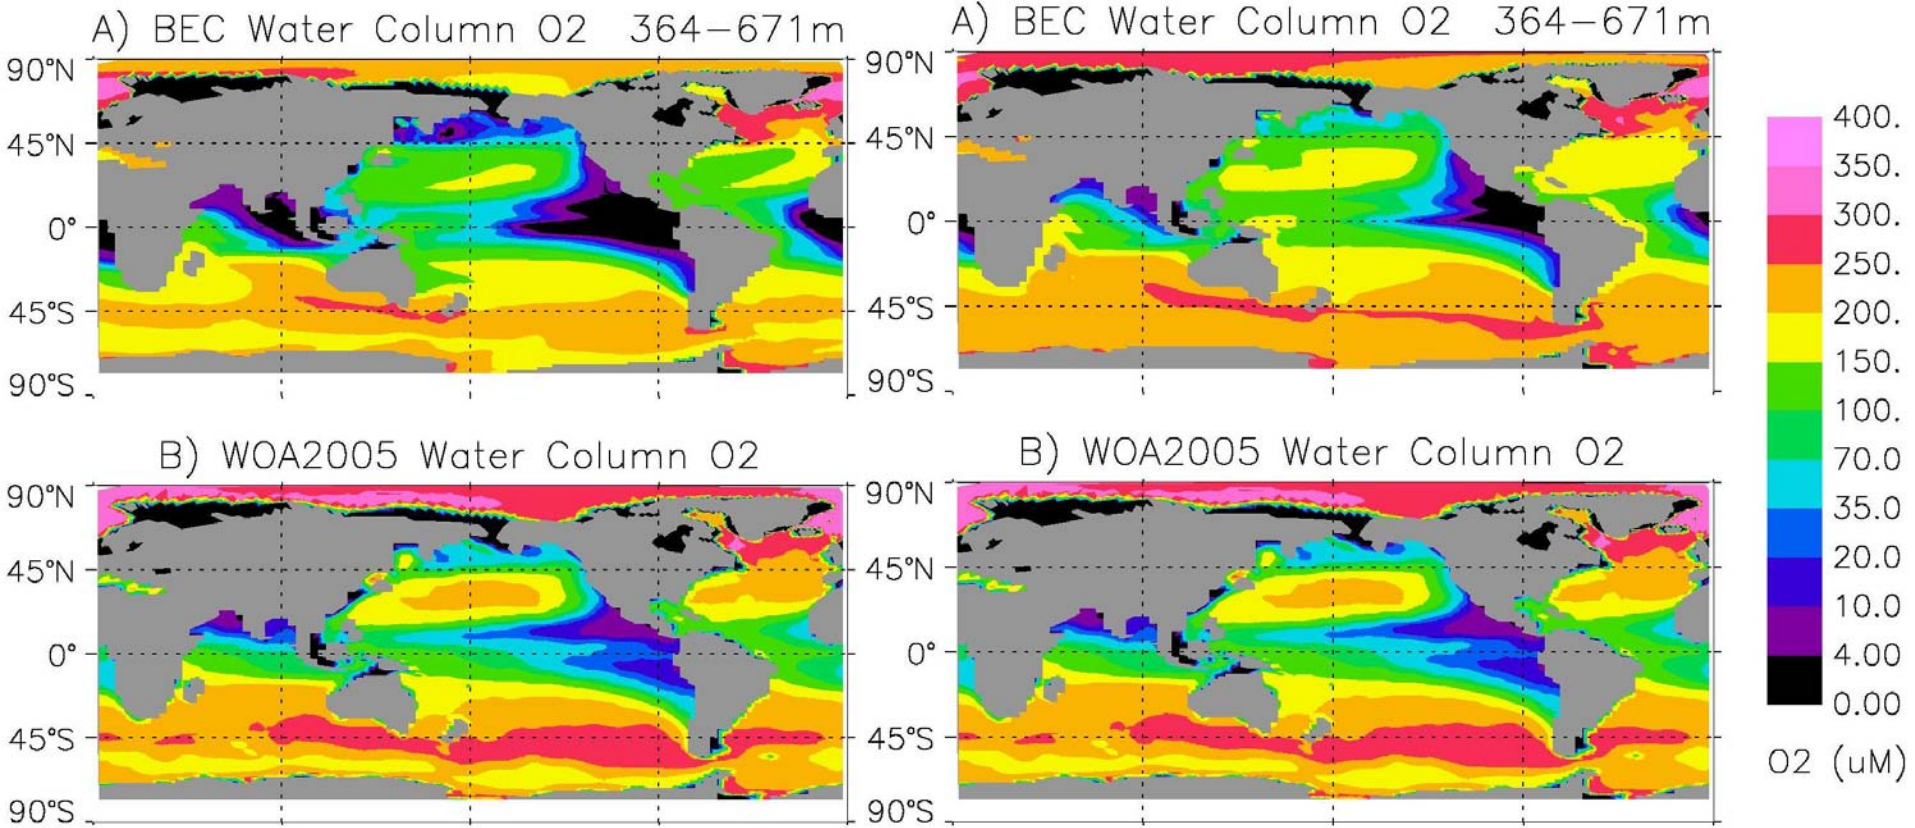 A) BEC Water Column O2 364-671m
A) BEC Water Column O2 364-671m
90°N
45°N
0°
45°S
90°S
90°N
45°N
0°
45°S
90°S
B) WOA2005 Water Column O2
B) WOA2005 Water Column O2
90°N
45°N
0°
45°S
90°S
90°N
45°N
0°
45°S
90°S
400.
350.
300.
250.
200.
150.
100.
70.0
35.0
20.0
10.0
4.00
0.00
O2 (uM)